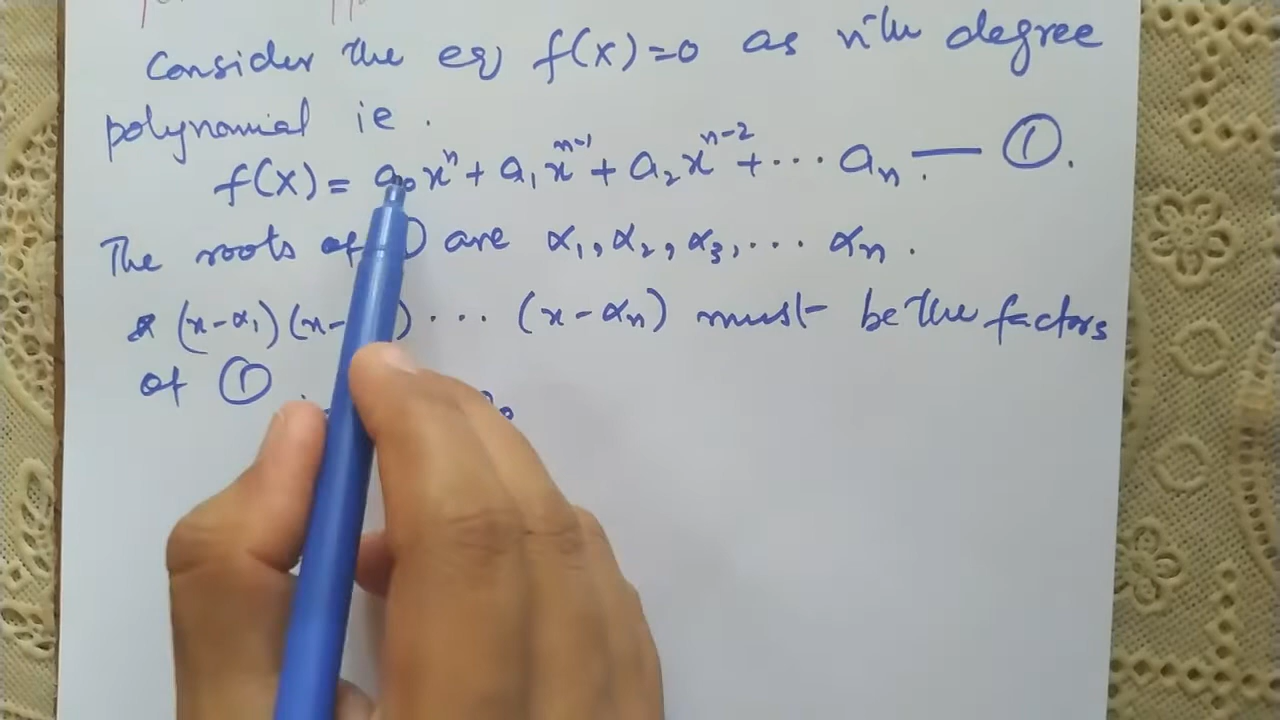 Consider the eq f(x)=0 as nth degree
polynomial ie.
f(x) = a₀xⁿ + a₁xⁿ⁻¹ + a₂xⁿ⁻² + ... aₙ. — ①.
The roots of ① are α₁, α₂, α₃, ... αₙ.
(x-α₁)(x- ) ... (x-αₙ) must be the factors
of ①.